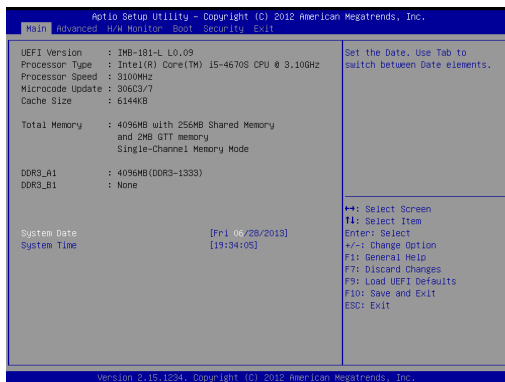 Aptio Setup Utility – Copyright (C) 2012 American Megatrends, Inc.
Main Advanced H/W Monitor Boot Security Exit
UEFI Version : IMB-181-L L0.09
Processor Type : Intel(R) Core(TM) i5-4670S CPU @ 3.10GHz
Processor Speed : 3100MHz
Microcode Update : 306C3/7
Cache Size : 6144KB
Total Memory : 4096MB with 256MB Shared Memory
and 2MB GTT memory
Single-Channel Memory Mode
DDR3_A1 : 4096MB(DDR3-1333)
DDR3_B1 : None
System Date [Fri 06/28/2013]
System Time [19:34:05]
Set the Date. Use Tab to
switch between Date elements.
↔: Select Screen
↑↓: Select Item
Enter: Select
+/-: Change Option
F1: General Help
F7: Discard Changes
F9: Load UEFI Defaults
F10: Save and Exit
ESC: Exit
Version 2.15.1234. Copyright (C) 2012 American Megatrends, Inc.